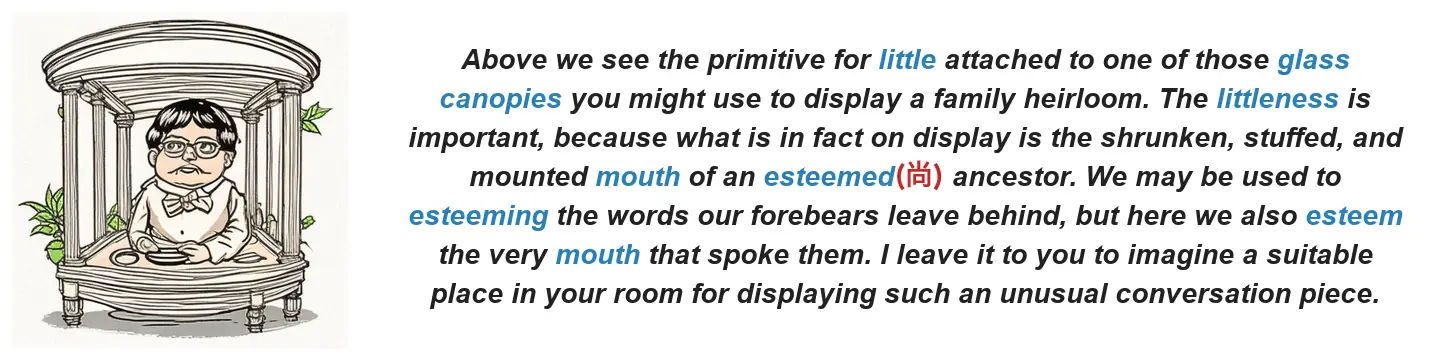 Above we see the primitive for little attached to one of those glass
canopies you might use to display a family heirloom. The littleness is
important, because what is in fact on display is the shrunken, stuffed, and
mounted mouth of an esteemed(尚) ancestor. We may be used to
esteeming the words our forebears leave behind, but here we also esteem
the very mouth that spoke them. I leave it to you to imagine a suitable
place in your room for displaying such an unusual conversation piece.